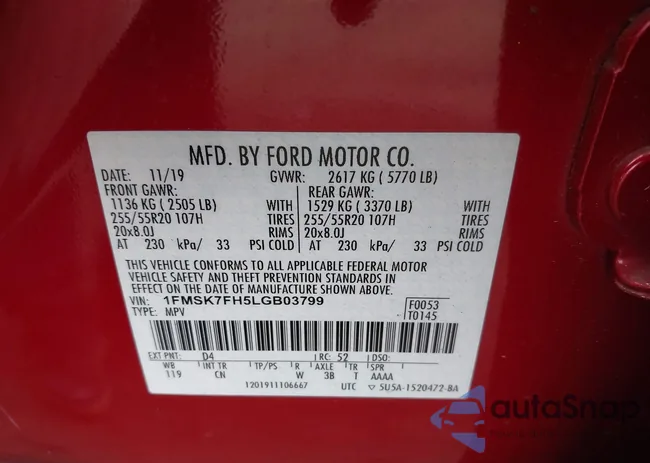 MFD. BY FORD MOTOR CO.
DATE: 11/19 GVWR: 2617 KG ( 5770 LB)
FRONT GAWR: REAR GAWR:
1136 KG ( 2505 LB) WITH 1529 KG ( 3370 LB) WITH
255/55R20 107H TIRES 255/55R20 107H TIRES
20x8.0J RIMS 20x8.0J RIMS
AT 230 kPa/ 33 PSI COLD AT 230 kPa/ 33 PSI COLD
THIS VEHICLE CONFORMS TO ALL APPLICABLE FEDERAL MOTOR
VEHICLE SAFETY AND THEFT PREVENTION STANDARDS IN
EFFECT ON THE DATE OF MANUFACTURE SHOWN ABOVE.
VIN: 1FMSK7FH5LGB03799 F0053
TYPE: MPV T0145
EXT PNT: D4 RC: 52 DSO:
WB INT TR TP/PS R AXLE TR SPR
119 CN W 3B T AAAA
1201911106667 UTC 5U5A-1520472-BA
autoSnap